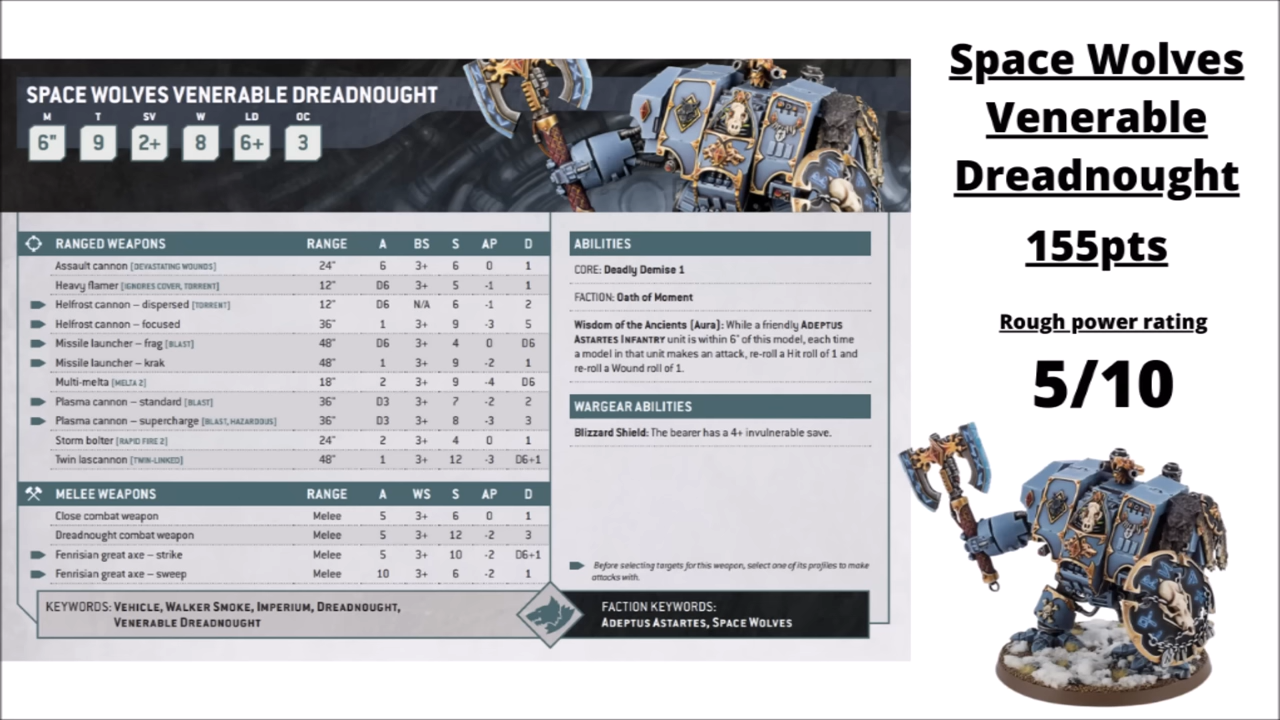 SPACE WOLVES VENERABLE DREADNOUGHT
M T SV W LD OC
6" 9 2+ 8 6+ 3
RANGED WEAPONS RANGE A BS S AP D
Assault cannon [DEVASTATING WOUNDS] 24" 6 3+ 6 0 1
Heavy flamer [IGNORES COVER, TORRENT] 12" D6 3+ 5 -1 1
Helfrost cannon – dispersed [TORRENT] 12" D6 N/A 6 -1 2
Helfrost cannon – focused 36" 1 3+ 9 -3 5
Missile launcher – frag [BLAST] 48" D6 3+ 4 0 D6
Missile launcher – krak 48" 1 3+ 9 -2 1
Multi-melta [MELTA 2] 18" 2 3+ 9 -4 D6
Plasma cannon – standard [BLAST] 36" D3 3+ 7 -2 2
Plasma cannon – supercharge [BLAST, HAZARDOUS] 36" D3 3+ 8 -3 3
Storm bolter [RAPID FIRE 2] 24" 2 3+ 4 0 1
Twin lascannon [TWIN-LINKED] 48" 1 3+ 12 -3 D6+1
MELEE WEAPONS RANGE A WS S AP D
Close combat weapon Melee 5 3+ 6 0 1
Dreadnought combat weapon Melee 5 3+ 12 -2 3
Fenrisian great axe – strike Melee 5 3+ 10 -2 D6+1
Fenrisian great axe – sweep Melee 10 3+ 6 -2 1
ABILITIES
CORE: Deadly Demise 1
FACTION: Oath of Moment
Wisdom of the Ancients (Aura): While a friendly ADEPTUS
ASTARTES INFANTRY unit is within 6" of this model, each time
a model in that unit makes an attack, re-roll a Hit roll of 1 and
re-roll a Wound roll of 1.
WARGEAR ABILITIES
Blizzard Shield: The bearer has a 4+ invulnerable save.
Before selecting targets for this weapon, select one of its profiles to make
attacks with.
KEYWORDS: VEHICLE, WALKER SMOKE, IMPERIUM, DREADNOUGHT,
VENERABLE DREADNOUGHT
FACTION KEYWORDS:
ADEPTUS ASTARTES, SPACE WOLVES
Space Wolves
Venerable
Dreadnought
155pts
Rough power rating
5/10